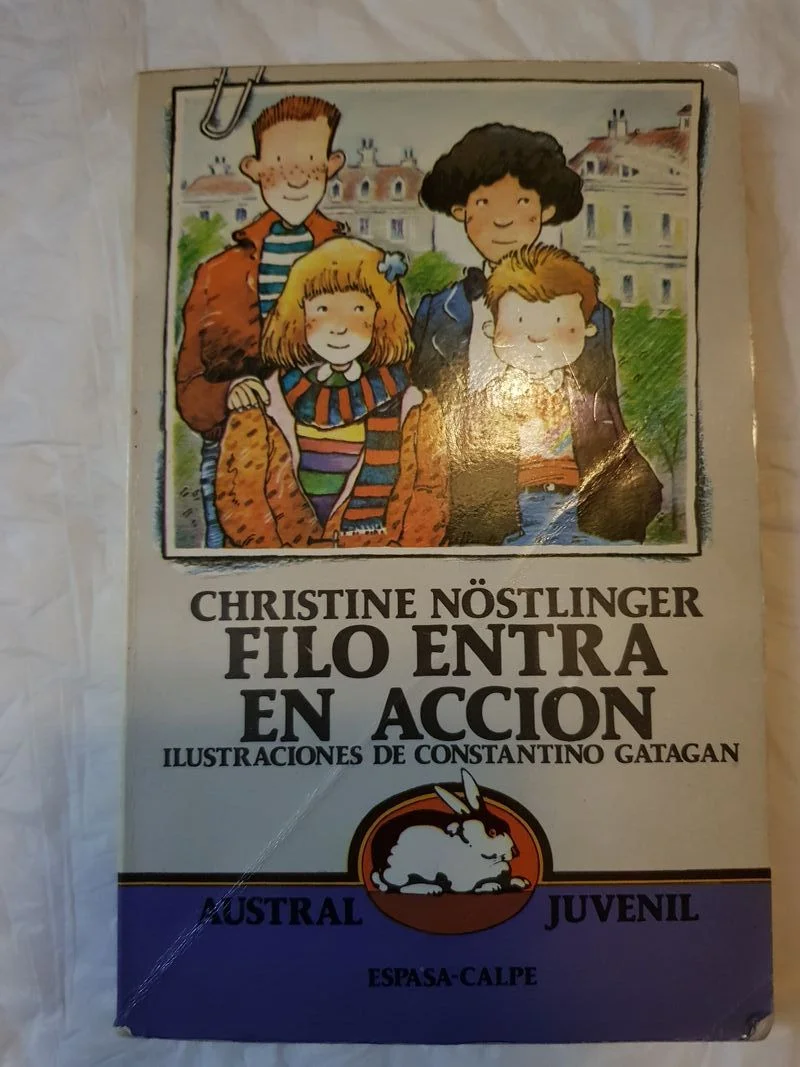 CHRISTINE NÖSTLINGER
FILO ENTRA
EN ACCION
ILUSTRACIONES DE CONSTANTINO GATAGAN
AUSTRAL JUVENIL
ESPASA-CALPE